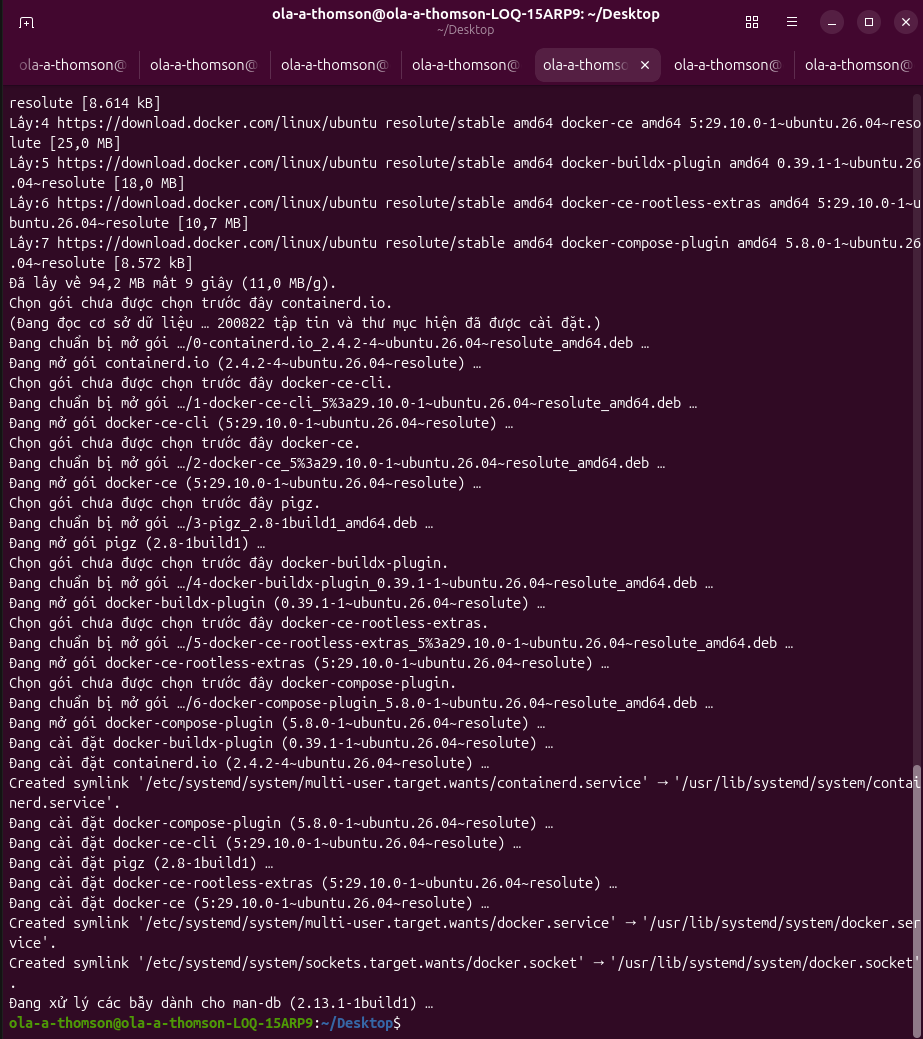 ola-a-thomson@ola-a-thomson-LOQ-15ARP9: ~/Desktop
~/Desktop
ola-a-thomson@ ola-a-thomson@ ola-a-thomson@ ola-a-thomson@ ola-a-thoms ola-a-thomson@ ola-a-thomson@
resolute [8.614 kB]
Lấy:4 https://download.docker.com/linux/ubuntu resolute/stable amd64 docker-ce amd64 5:29.10.0-1~ubuntu.26.04~reso
lute [25,0 MB]
Lấy:5 https://download.docker.com/linux/ubuntu resolute/stable amd64 docker-buildx-plugin amd64 0.39.1-1~ubuntu.26
.04~resolute [18,0 MB]
Lấy:6 https://download.docker.com/linux/ubuntu resolute/stable amd64 docker-ce-rootless-extras amd64 5:29.10.0-1~u
buntu.26.04~resolute [10,7 MB]
Lấy:7 https://download.docker.com/linux/ubuntu resolute/stable amd64 docker-compose-plugin amd64 5.8.0-1~ubuntu.26
.04~resolute [8.572 kB]
Đã lấy về 94,2 MB mất 9 giây (11,0 MB/g).
Chọn gói chưa được chọn trước đây containerd.io.
(Đang đọc cơ sở dữ liệu … 200822 tập tin và thư mục hiện đã được cài đặt.)
Đang chuẩn bị mở gói …/0-containerd.io_2.4.2-4~ubuntu.26.04~resolute_amd64.deb …
Đang mở gói containerd.io (2.4.2-4~ubuntu.26.04~resolute) …
Chọn gói chưa được chọn trước đây docker-ce-cli.
Đang chuẩn bị mở gói …/1-docker-ce-cli_5%3a29.10.0-1~ubuntu.26.04~resolute_amd64.deb …
Đang mở gói docker-ce-cli (5:29.10.0-1~ubuntu.26.04~resolute) …
Chọn gói chưa được chọn trước đây docker-ce.
Đang chuẩn bị mở gói …/2-docker-ce_5%3a29.10.0-1~ubuntu.26.04~resolute_amd64.deb …
Đang mở gói docker-ce (5:29.10.0-1~ubuntu.26.04~resolute) …
Chọn gói chưa được chọn trước đây pigz.
Đang chuẩn bị mở gói …/3-pigz_2.8-1build1_amd64.deb …
Đang mở gói pigz (2.8-1build1) …
Chọn gói chưa được chọn trước đây docker-buildx-plugin.
Đang chuẩn bị mở gói …/4-docker-buildx-plugin_0.39.1-1~ubuntu.26.04~resolute_amd64.deb …
Đang mở gói docker-buildx-plugin (0.39.1-1~ubuntu.26.04~resolute) …
Chọn gói chưa được chọn trước đây docker-ce-rootless-extras.
Đang chuẩn bị mở gói …/5-docker-ce-rootless-extras_5%3a29.10.0-1~ubuntu.26.04~resolute_amd64.deb …
Đang mở gói docker-ce-rootless-extras (5:29.10.0-1~ubuntu.26.04~resolute) …
Chọn gói chưa được chọn trước đây docker-compose-plugin.
Đang chuẩn bị mở gói …/6-docker-compose-plugin_5.8.0-1~ubuntu.26.04~resolute_amd64.deb …
Đang mở gói docker-compose-plugin (5.8.0-1~ubuntu.26.04~resolute) …
Đang cài đặt docker-buildx-plugin (0.39.1-1~ubuntu.26.04~resolute) …
Đang cài đặt containerd.io (2.4.2-4~ubuntu.26.04~resolute) …
Created symlink '/etc/systemd/system/multi-user.target.wants/containerd.service' → '/usr/lib/systemd/system/contai
nerd.service'.
Đang cài đặt docker-compose-plugin (5.8.0-1~ubuntu.26.04~resolute) …
Đang cài đặt docker-ce-cli (5:29.10.0-1~ubuntu.26.04~resolute) …
Đang cài đặt pigz (2.8-1build1) …
Đang cài đặt docker-ce-rootless-extras (5:29.10.0-1~ubuntu.26.04~resolute) …
Đang cài đặt docker-ce (5:29.10.0-1~ubuntu.26.04~resolute) …
Created symlink '/etc/systemd/system/multi-user.target.wants/docker.service' → '/usr/lib/systemd/system/docker.ser
vice'.
Created symlink '/etc/systemd/system/sockets.target.wants/docker.socket' → '/usr/lib/systemd/system/docker.socket'
.
Đang xử lý các bẫy dành cho man-db (2.13.1-1build1) …
ola-a-thomson@ola-a-thomson-LOQ-15ARP9:~/Desktop$